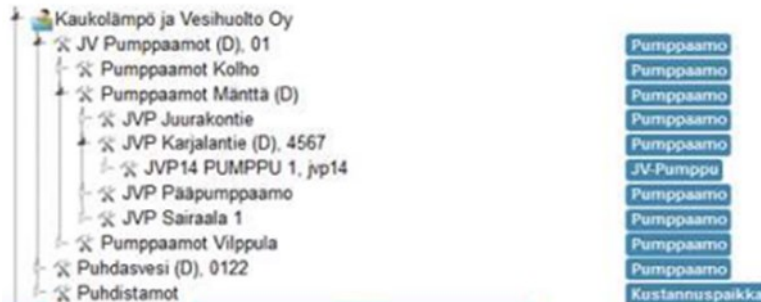 Kaukolämpö ja Vesihuolto Oy
JV Pumppaamot (D), 01 Pumppaamo
Pumppaamot Kolho Pumppaamo
Pumppaamot Mänttä (D) Pumppaamo
JVP Juurakontie Pumppaamo
JVP Karjalantie (D), 4567 Pumppaamo
JVP14 PUMPPU 1, jvp14 JV-Pumppu
JVP Pääpumppaamo Pumppaamo
JVP Sairaala 1 Pumppaamo
Pumppaamot Vilppula Pumppaamo
Puhdasvesi (D), 0122 Pumppaamo
Puhdistamot Kustannuspaikka